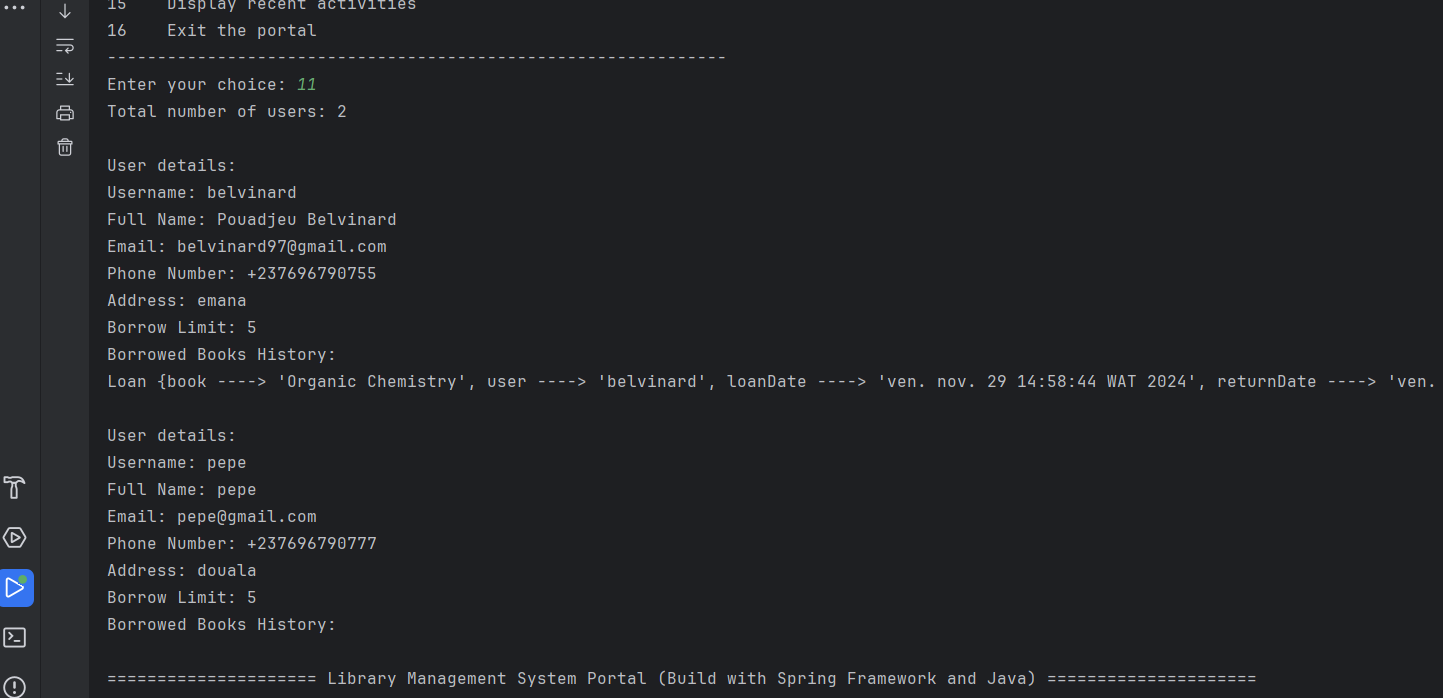 15    Display recent activities
16    Exit the portal
--------------------------------------------------------------
Enter your choice: 11
Total number of users: 2
User details:
Username: belvinard
Full Name: Pouadjeu Belvinard
Email: belvinard97@gmail.com
Phone Number: +237696790755
Address: emana
Borrow Limit: 5
Borrowed Books History:
Loan {book ----> 'Organic Chemistry', user ----> 'belvinard', loanDate ----> 'ven. nov. 29 14:58:44 WAT 2024', returnDate ----> 'ven.
User details:
Username: pepe
Full Name: pepe
Email: pepe@gmail.com
Phone Number: +237696790777
Address: douala
Borrow Limit: 5
Borrowed Books History:
===================== Library Management System Portal (Build with Spring Framework and Java) =====================